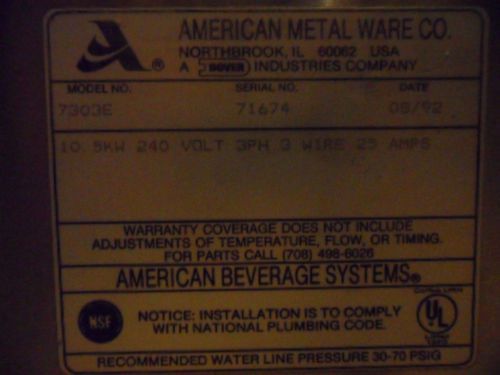 AMERICAN METAL WARE CO.
NORTHBROOK, IL 60062 USA
A DOVER INDUSTRIES COMPANY
MODEL NO. SERIAL NO. DATE
7303E 71674 08/92
10.5KW 240 VOLT 3PH 3 WIRE 25 AMPS
WARRANTY COVERAGE DOES NOT INCLUDE
ADJUSTMENTS OF TEMPERATURE, FLOW, OR TIMING.
FOR PARTS CALL (708) 498-6026
AMERICAN BEVERAGE SYSTEMS®
NSF
NOTICE: INSTALLATION IS TO COMPLY
WITH NATIONAL PLUMBING CODE.
UL
RECOMMENDED WATER LINE PRESSURE 30-70 PSIG